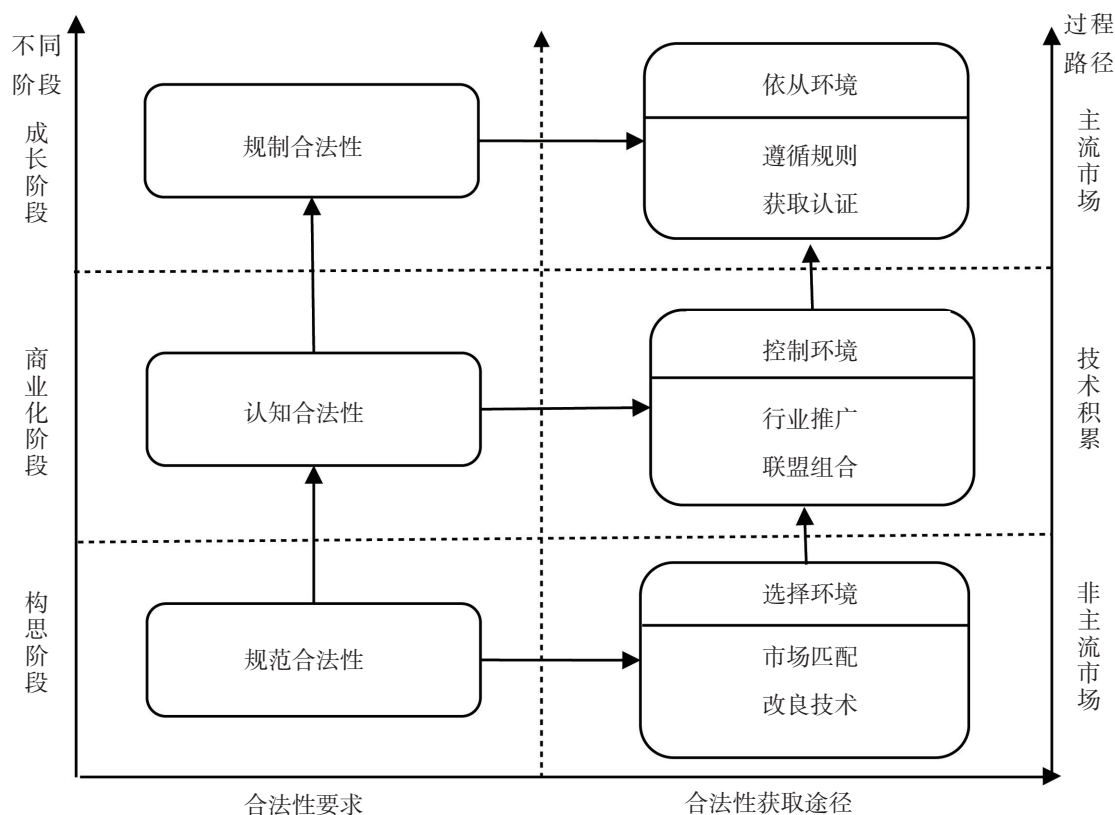 不同
阶段
过程
路径
成长阶段
规制合法性
依从环境
遵循规则
获取认证
主流市场
商业化阶段
认知合法性
控制环境
行业推广
联盟组合
技术积累
构思阶段
规范合法性
选择环境
市场匹配
改良技术
非主流市场
合法性要求
合法性获取途径